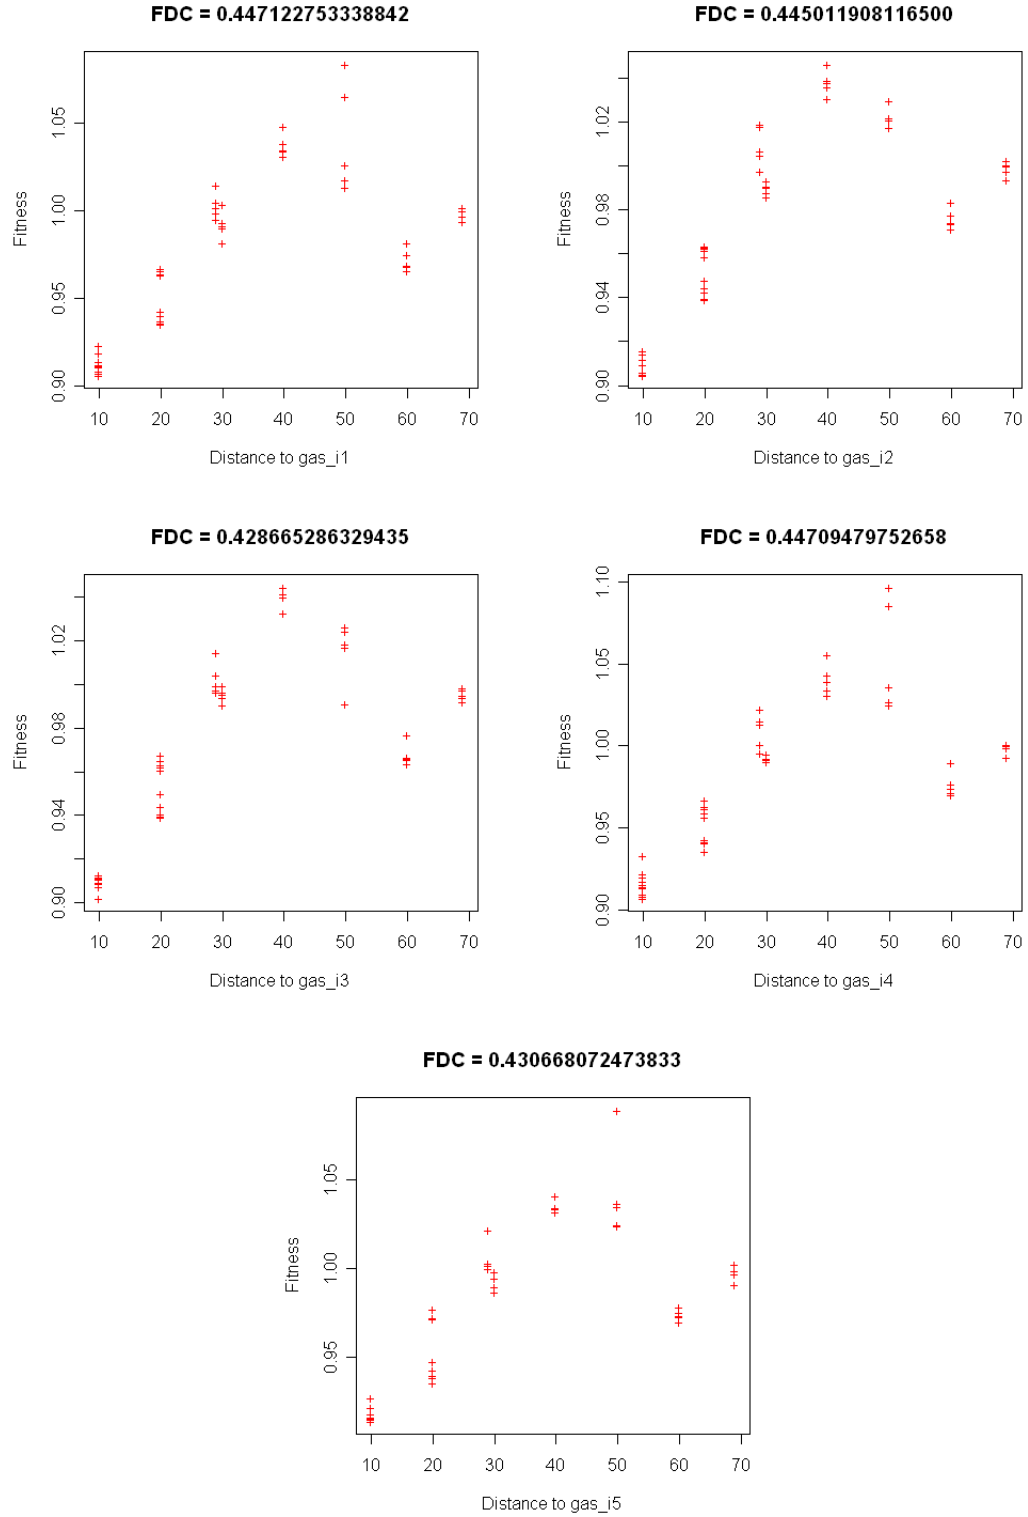 FDC = 0.447122753338842
Fitness
1.05
1.00
0.95
0.90
10 20 30 40 50 60 70
Distance to gas_i1
FDC = 0.445011908116500
Fitness
1.02
0.98
0.94
0.90
10 20 30 40 50 60 70
Distance to gas_i2
FDC = 0.428665286329435
Fitness
1.02
0.98
0.94
0.90
10 20 30 40 50 60 70
Distance to gas_i3
FDC = 0.44709479752658
Fitness
1.10
1.05
1.00
0.95
0.90
10 20 30 40 50 60 70
Distance to gas_i4
FDC = 0.430668072473833
Fitness
1.05
1.00
0.95
10 20 30 40 50 60 70
Distance to gas_i5